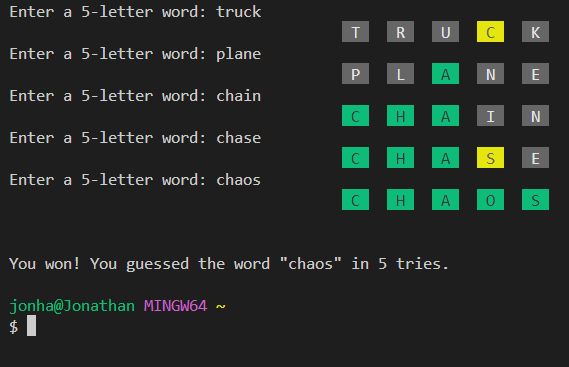 Enter a 5-letter word: truck
T R U C K
Enter a 5-letter word: plane
P L A N E
Enter a 5-letter word: chain
C H A I N
Enter a 5-letter word: chase
C H A S E
Enter a 5-letter word: chaos
C H A O S
You won! You guessed the word "chaos" in 5 tries.
jonha@Jonathan MINGW64 ~
$